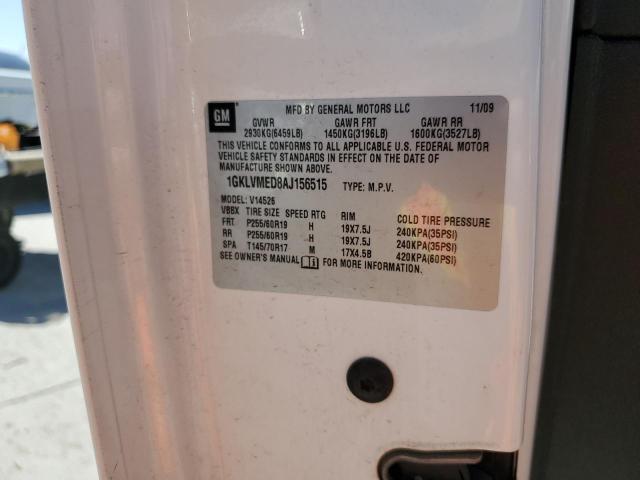 GM
MFD BY GENERAL MOTORS LLC 11/09
GVWR GAWR FRT GAWR RR
2930KG(6459LB) 1450KG(3196LB) 1600KG(3527LB)
THIS VEHICLE CONFORMS TO ALL APPLICABLE U.S. FEDERAL MOTOR
VEHICLE SAFETY STANDARDS IN EFFECT ON THE DATE OF
MANUFACTURE SHOWN ABOVE.
1GKLVMED8AJ156515 TYPE: M.P.V.
MODEL: V14526
VBBX TIRE SIZE SPEED RTG RIM COLD TIRE PRESSURE
FRT P255/60R19 H 19X7.5J 240KPA(35PSI)
RR P255/60R19 H 19X7.5J 240KPA(35PSI)
SPA T145/70R17 M 17X4.5B 420KPA(60PSI)
SEE OWNER'S MANUAL FOR MORE INFORMATION.